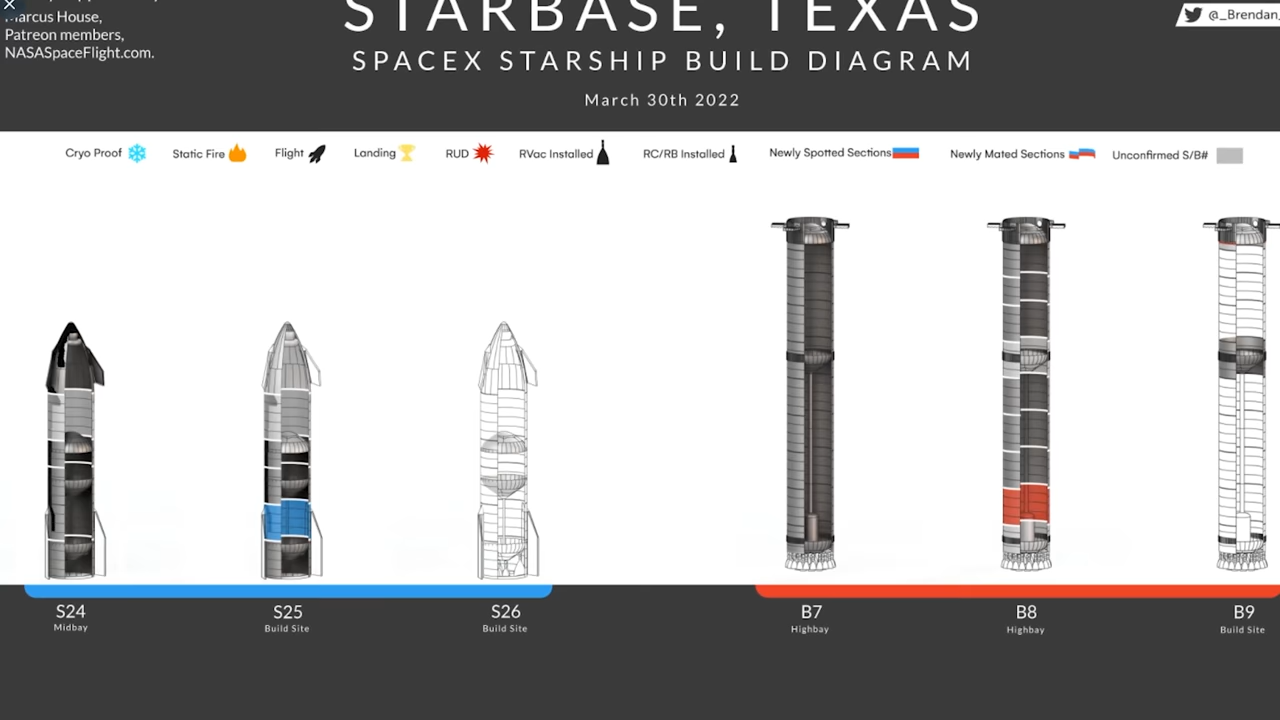 Marcus House,
Patreon members,
NASASpaceFlight.com.
STARBASE, TEXAS
@_Brendan_
SPACEX STARSHIP BUILD DIAGRAM
March 30th 2022
Cryo Proof Static Fire Flight Landing RUD RVac Installed RC/RB Installed Newly Spotted Sections Newly Mated Sections Unconfirmed S/B#
S24 S25 S26 B7 B8 B9
Midbay Build Site Build Site Highbay Highbay Build Site